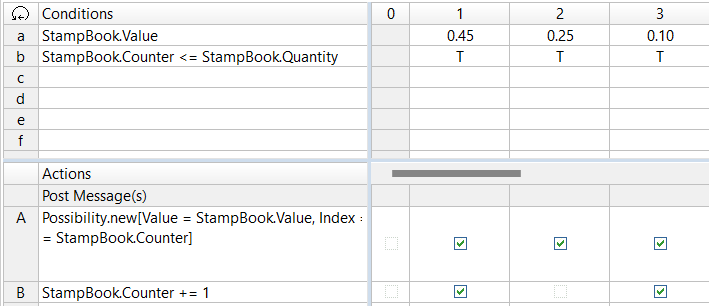 Conditions 0 1 2 3
a StampBook.Value 0.45 0.25 0.10
b StampBook.Counter <= StampBook.Quantity T T T
c
d
e
f
Actions
Post Message(s)
A Possibility.new[Value = StampBook.Value, Index =
= StampBook.Counter]
B StampBook.Counter += 1